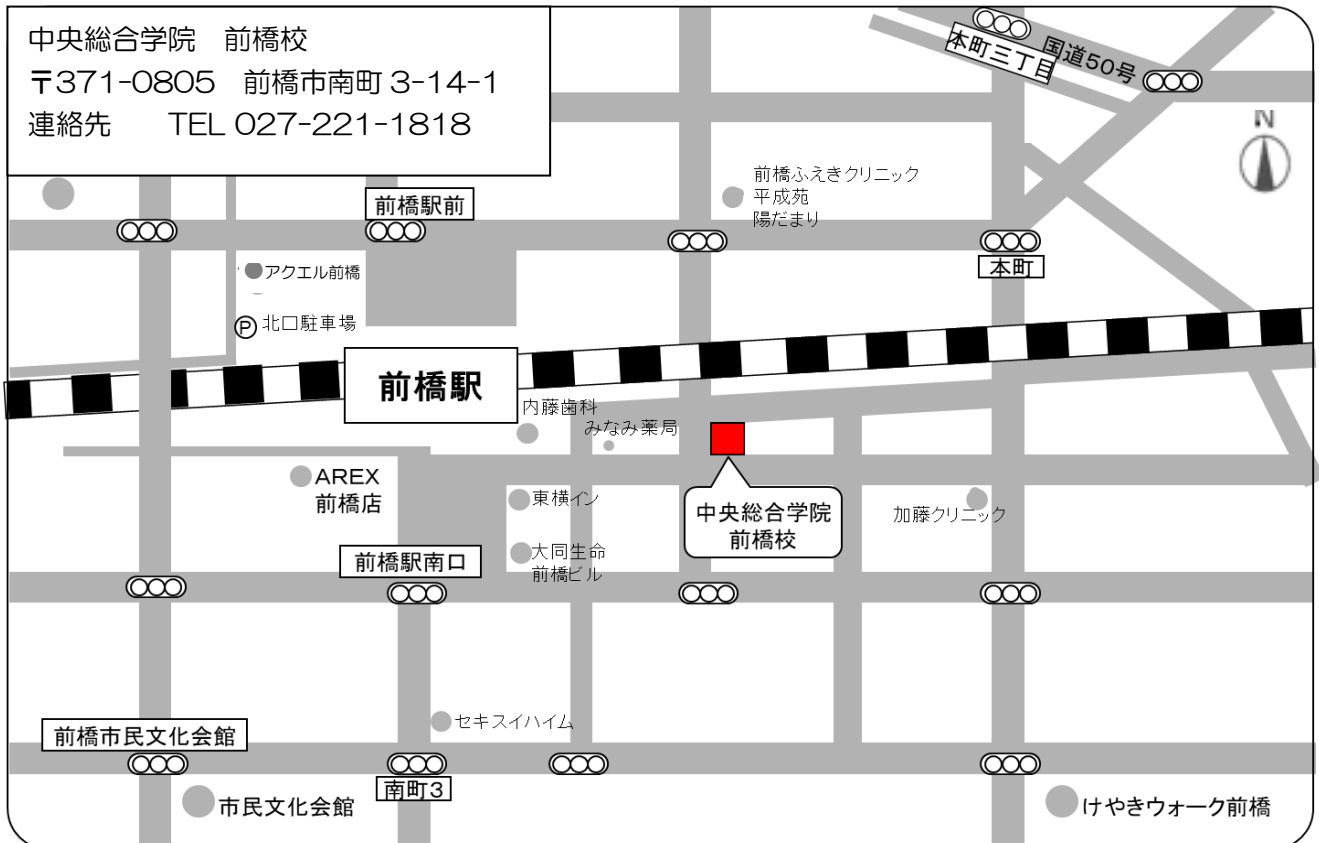 中央総合学院　前橋校
〒371-0805　前橋市南町 3-14-1
連絡先　　TEL 027-221-1818
本町三丁目
国道50号
N
前橋ふえきクリニック
平成苑
陽だまり
前橋駅前
本町
アクエル前橋
P 北口駐車場
前橋駅
内藤歯科
みなみ薬局
AREX
前橋店
東横イン
中央総合学院
前橋校
加藤クリニック
大同生命
前橋ビル
前橋駅南口
セキスイハイム
前橋市民文化会館
南町3
市民文化会館
けやきウォーク前橋